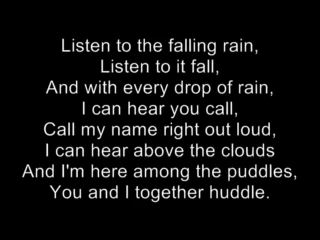 Listen to the falling rain,
Listen to it fall,
And with every drop of rain,
I can hear you call,
Call my name right out loud,
I can hear above the clouds
And I'm here among the puddles,
You and I together huddle.